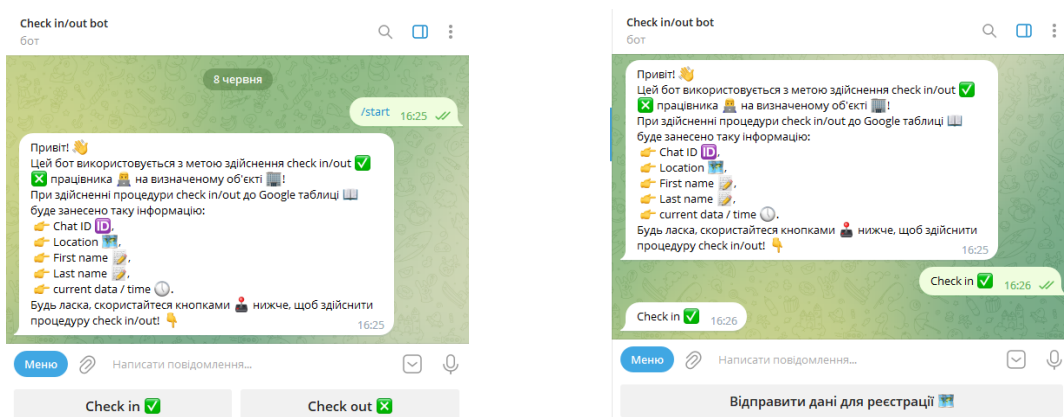 Check in/out bot
бот
8 червня
/start 16:25
Привіт! 👋
Цей бот використовується з метою здійснення check in/out ✅
❎ працівника 👨‍💻 на визначеному об'єкті 🏢!
При здійсненні процедури check in/out до Google таблиці 📖
буде занесено таку інформацію:
👉 Chat ID 🆔,
👉 Location 🗺️,
👉 First name 📝,
👉 Last name 📝,
👉 current data / time 🕔.
Будь ласка, скористайтеся кнопками 🕹️ нижче, щоб здійснити
процедуру check in/out! 👇
16:25
Меню Написати повідомлення...
Check in ✅ Check out ❎
Check in/out bot
бот
Привіт! 👋
Цей бот використовується з метою здійснення check in/out ✅
❎ працівника 👨‍💻 на визначеному об'єкті 🏢!
При здійсненні процедури check in/out до Google таблиці 📖
буде занесено таку інформацію:
👉 Chat ID 🆔,
👉 Location 🗺️,
👉 First name 📝,
👉 Last name 📝,
👉 current data / time 🕔.
Будь ласка, скористайтеся кнопками 🕹️ нижче, щоб здійснити
процедуру check in/out! 👇
16:25
Check in ✅ 16:26
Check in ✅ 16:26
Меню Написати повідомлення...
Відправити дані для реєстрації 🗺️